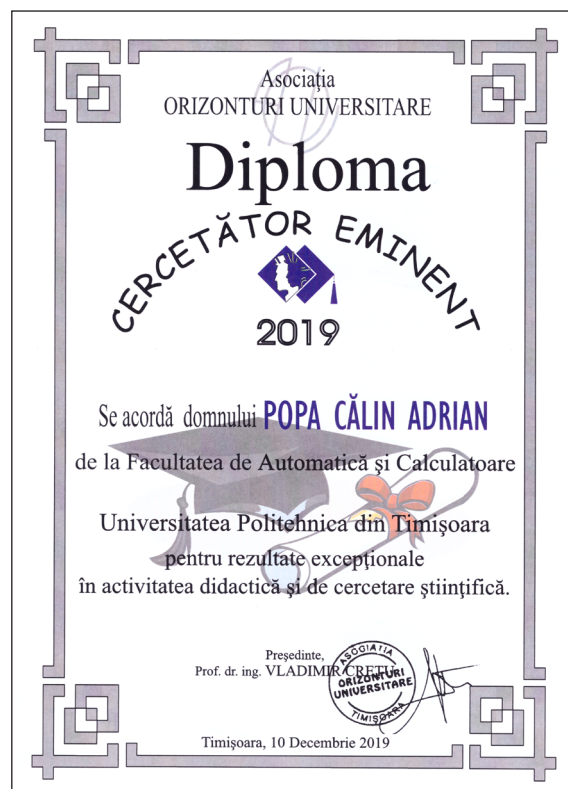 Asociaţia
ORIZONTURI UNIVERSITARE
Diploma
CERCETĂTOR EMINENT
2019
Se acordă domnului POPA CĂLIN ADRIAN
de la Facultatea de Automatică şi Calculatoare
Universitatea Politehnica din Timişoara
pentru rezultate excepţionale
în activitatea didactică şi de cercetare ştiinţifică.
Preşedinte,
Prof. dr. ing. VLADIMIR CREŢU
ASOCIATIA
ORIZONTURI
UNIVERSITARE
TIMIŞOARA
Timişoara, 10 Decembrie 2019